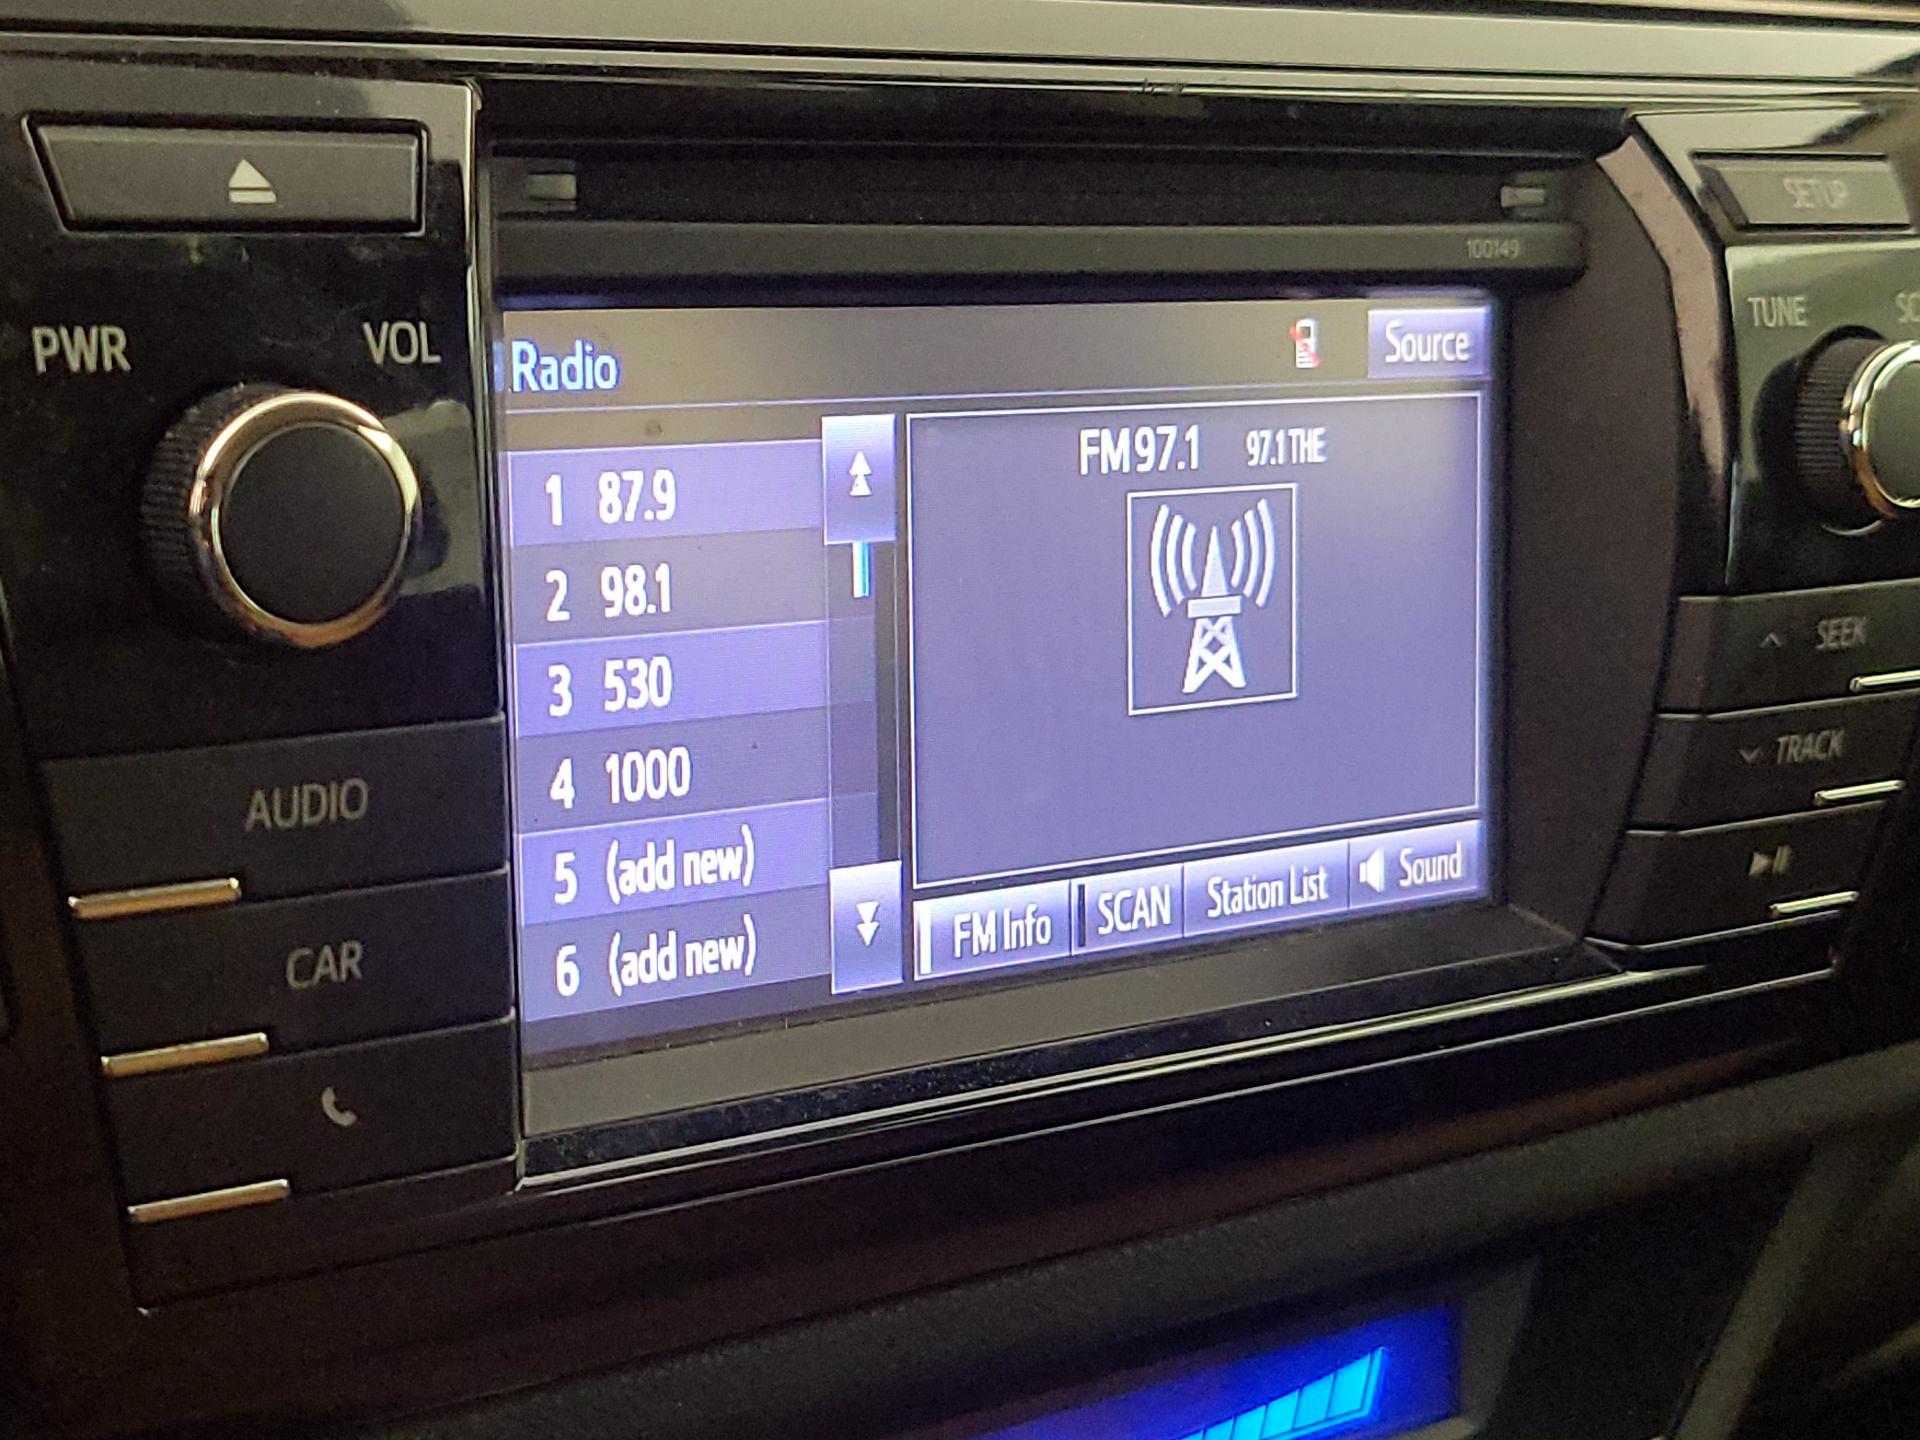 PWR VOL
AUDIO
CAR
100149
Radio
Source
1 87.9
2 98.1
3 530
4 1000
5 (add new)
6 (add new)
FM 97.1 97.1 THE
FM Info
SCAN
Station List
Sound
SETUP
TUNE
SEEK
TRACK